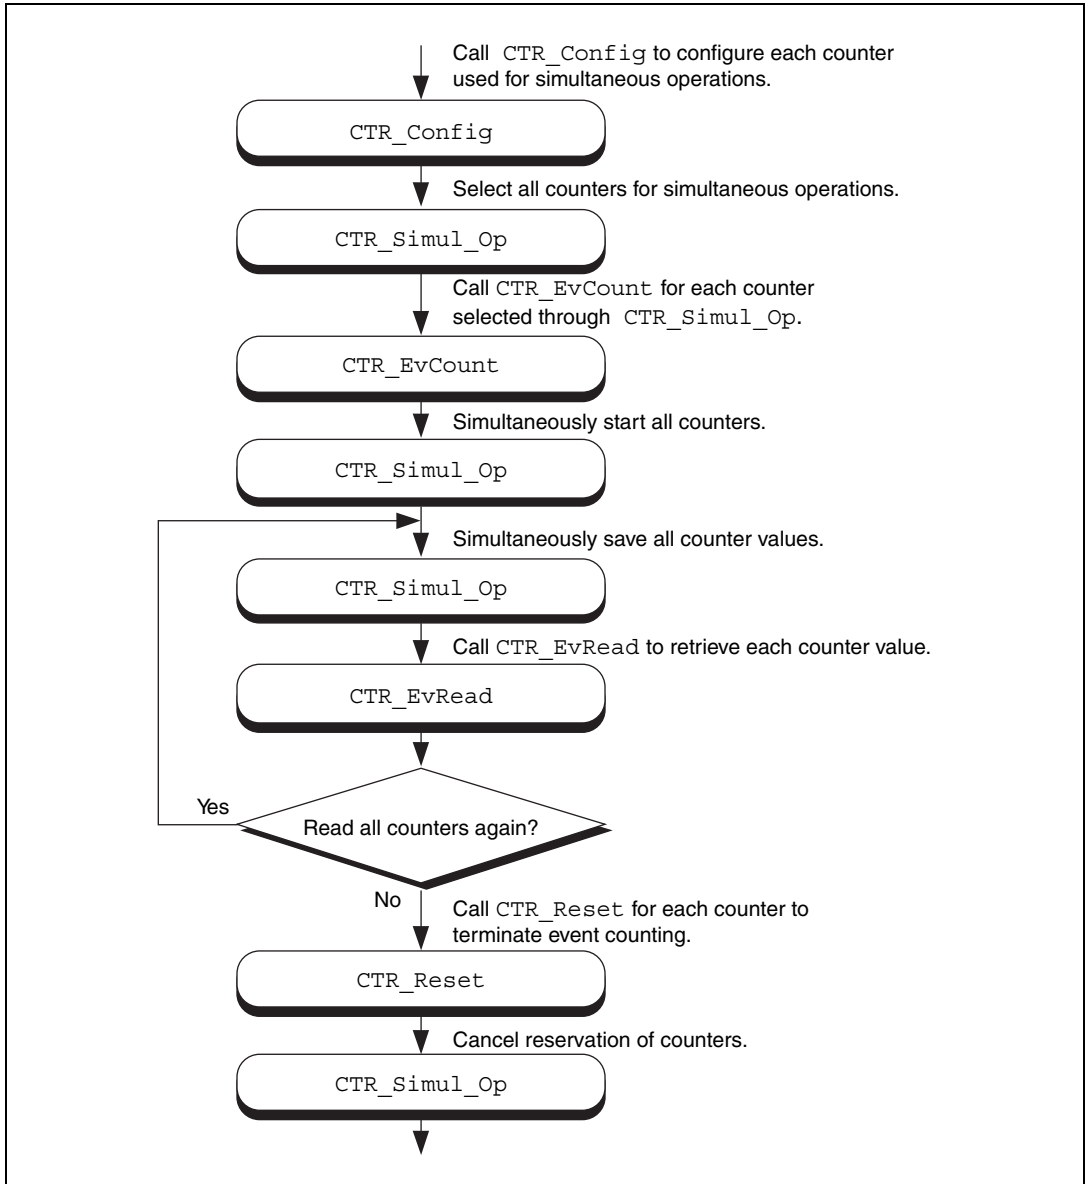 Call CTR_Config to configure each counter
used for simultaneous operations.
CTR_Config
Select all counters for simultaneous operations.
CTR_Simul_Op
Call CTR_EvCount for each counter
selected through CTR_Simul_Op.
CTR_EvCount
Simultaneously start all counters.
CTR_Simul_Op
Simultaneously save all counter values.
CTR_Simul_Op
Call CTR_EvRead to retrieve each counter value.
CTR_EvRead
Yes
Read all counters again?
No
Call CTR_Reset for each counter to
terminate event counting.
CTR_Reset
Cancel reservation of counters.
CTR_Simul_Op